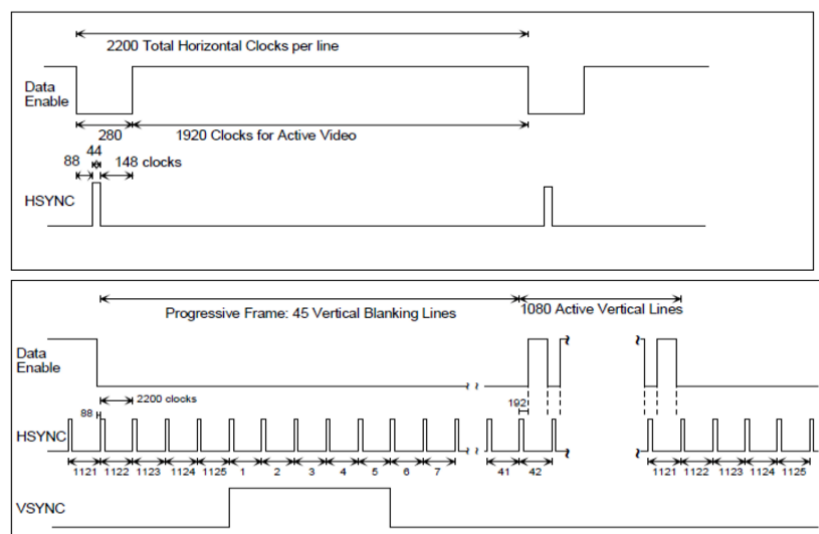 2200 Total Horizontal Clocks per line
Data
Enable
280
1920 Clocks for Active Video
44
88
148 clocks
HSYNC
Progressive Frame: 45 Vertical Blanking Lines
1080 Active Vertical Lines
Data
Enable
2200 clocks
88
192
HSYNC
1121 1122 1123 1124 1125 1 2 3 4 5 6 7 41 42 1121 1122 1123 1124 1125
VSYNC